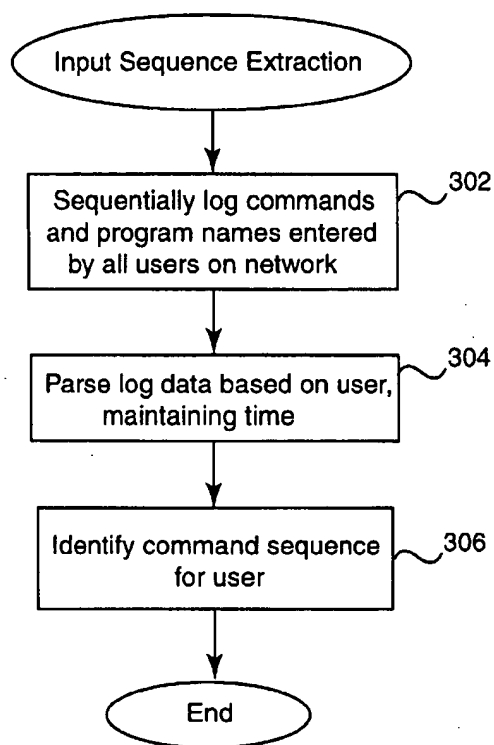 Input Sequence Extraction
302
Sequentially log commands
and program names entered
by all users on network
304
Parse log data based on user,
maintaining time
306
Identify command sequence
for user
End